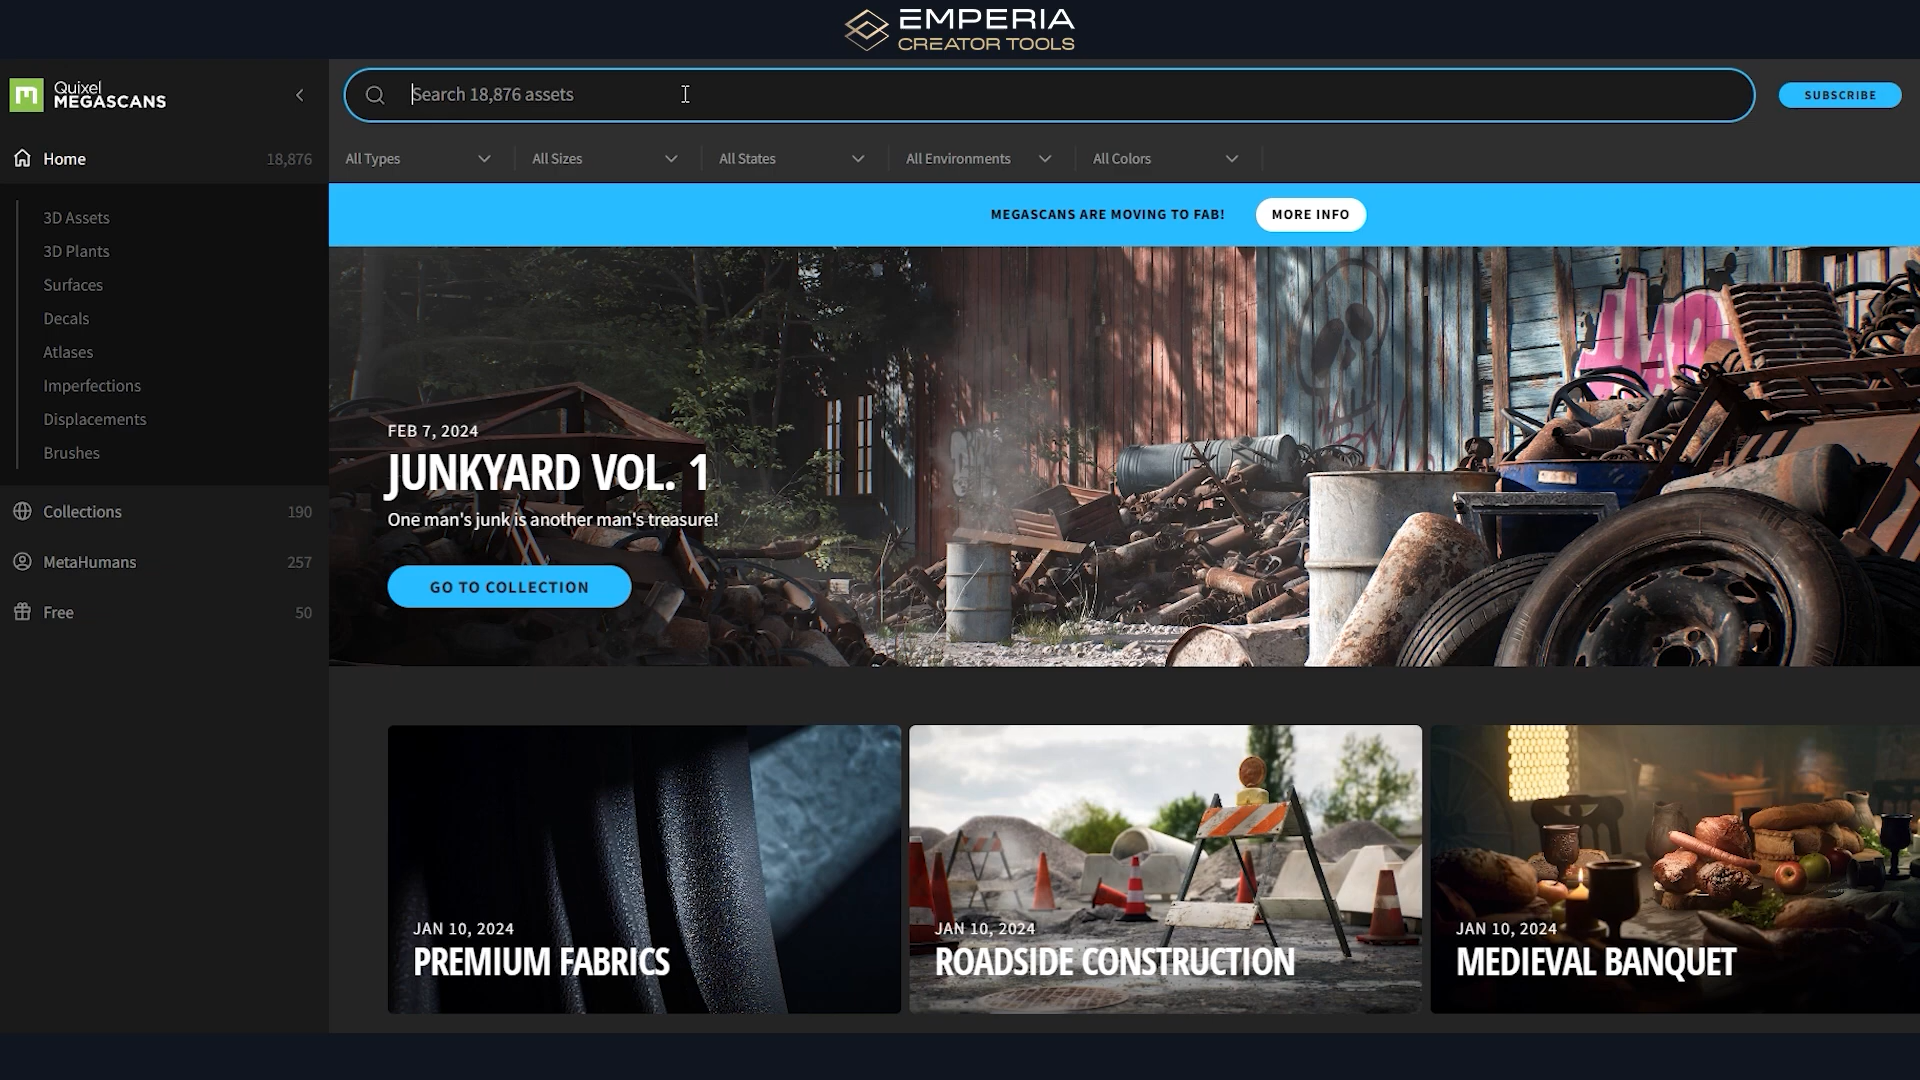 EMPERIA
CREATOR TOOLS
Quixel
MEGASCANS
Search 18,876 assets
SUBSCRIBE
Home 18,876
All Types
All Sizes
All States
All Environments
All Colors
MEGASCANS ARE MOVING TO FAB!
MORE INFO
3D Assets
3D Plants
Surfaces
Decals
Atlases
Imperfections
Displacements
Brushes
Collections 190
MetaHumans 257
Free 50
FEB 7, 2024
JUNKYARD VOL. 1
One man's junk is another man's treasure!
GO TO COLLECTION
JAN 10, 2024
PREMIUM FABRICS
JAN 10, 2024
ROADSIDE CONSTRUCTION
JAN 10, 2024
MEDIEVAL BANQUET